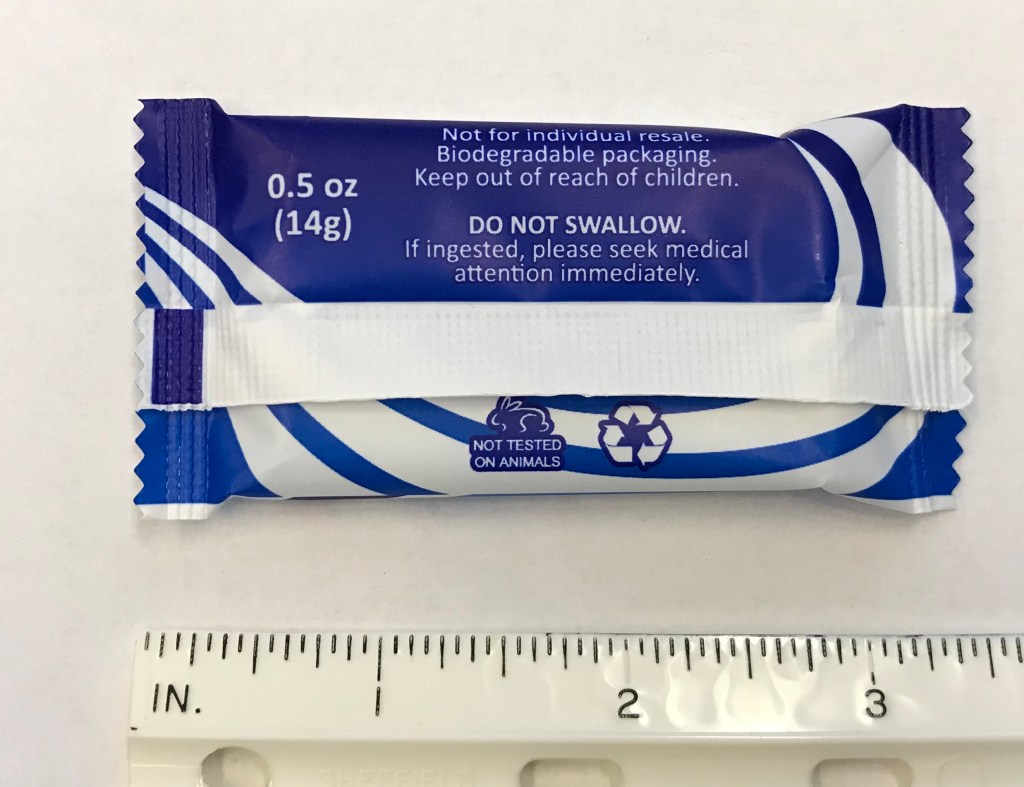 Not for individual resale.
Biodegradable packaging.
Keep out of reach of children.
0.5 oz
(14g)
DO NOT SWALLOW.
If ingested, please seek medical
attention immediately.
NOT TESTED
ON ANIMALS
IN.
1
2
3
SHEFFIELD